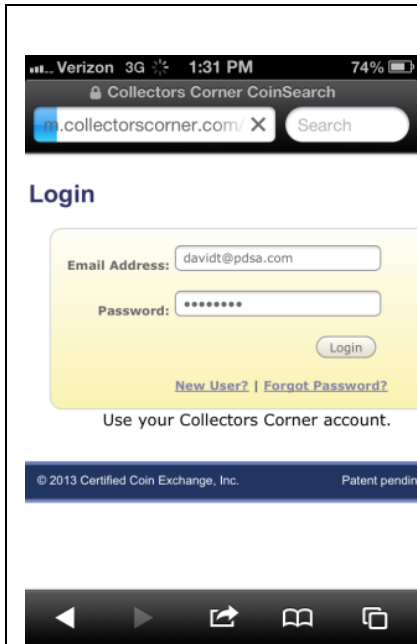 Verizon 3G 1:31 PM 74%
Collectors Corner CoinSearch
m.collectorscorner.com/ Search
Login
Email Address: davidt@pdsa.com
Password: ••••••••
Login
New User? | Forgot Password?
Use your Collectors Corner account.
© 2013 Certified Coin Exchange, Inc. Patent pendin